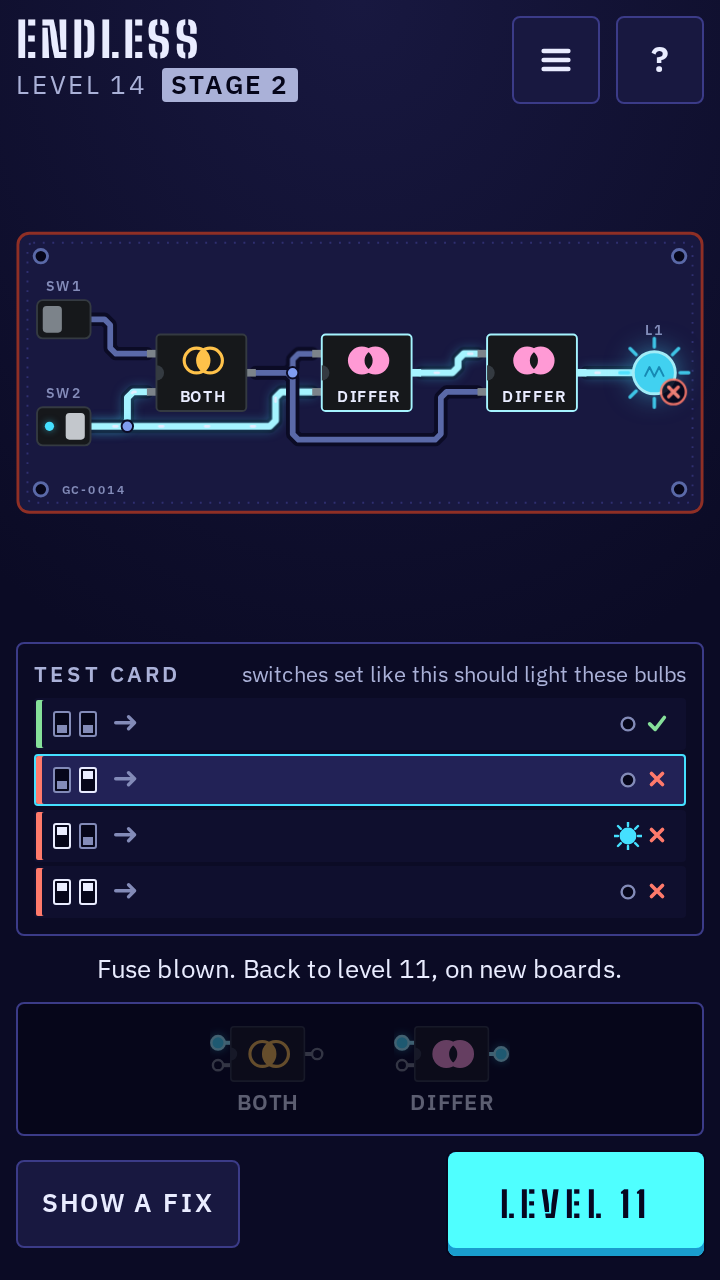 ENDLESS
LEVEL 14 STAGE 2
?
SW1
SW2
BOTH
DIFFER
DIFFER
L1
GC-0014
TEST CARD switches set like this should light these bulbs
Fuse blown. Back to level 11, on new boards.
BOTH
DIFFER
SHOW A FIX
LEVEL 11